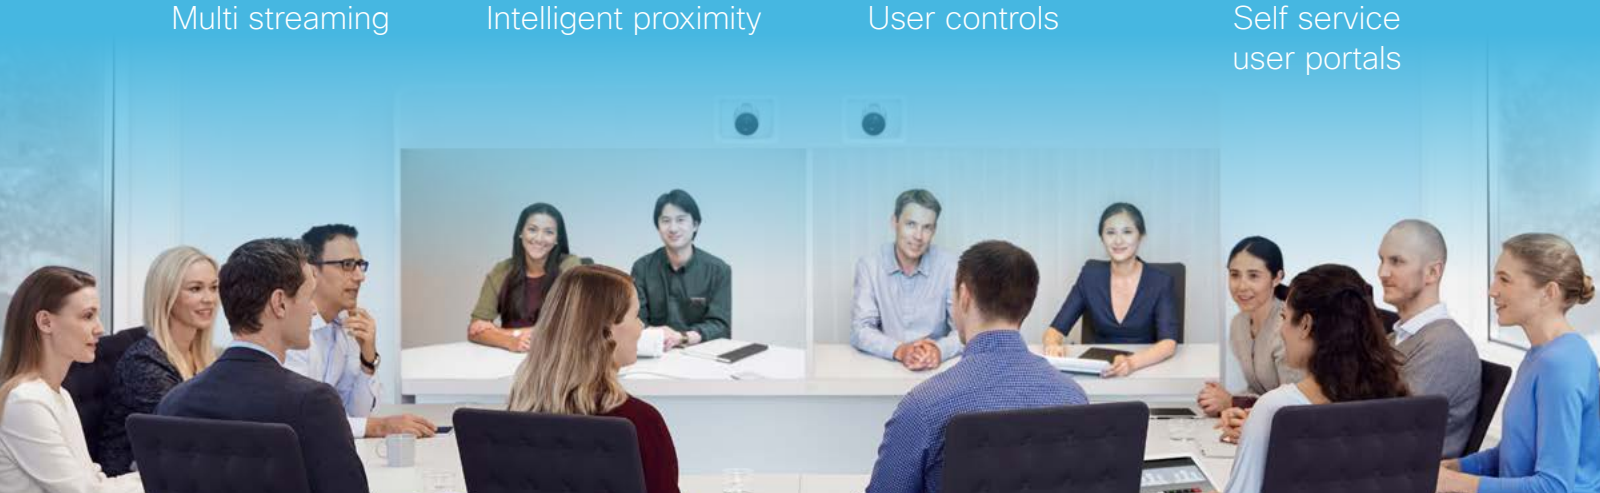 Multi streaming
Intelligent proximity
User controls
Self service
user portals